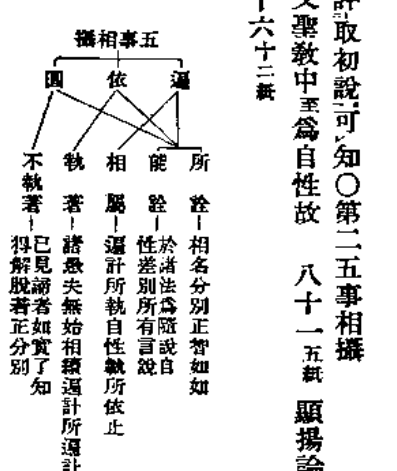 取初說可知〇第二五事相攝
聖教中至爲自性故 八十一五紙 顯揚論
十六十二紙
五事相攝
遍
依
圓
所詮 相名分別正智如如
能詮 於諸法爲隨說自
性差別所有言說
相屬 遍計所執自性執所依止
執著 諸愚夫無始相續遍計所遍計
不執著 已見諦者如實了知
得解脫著正分別